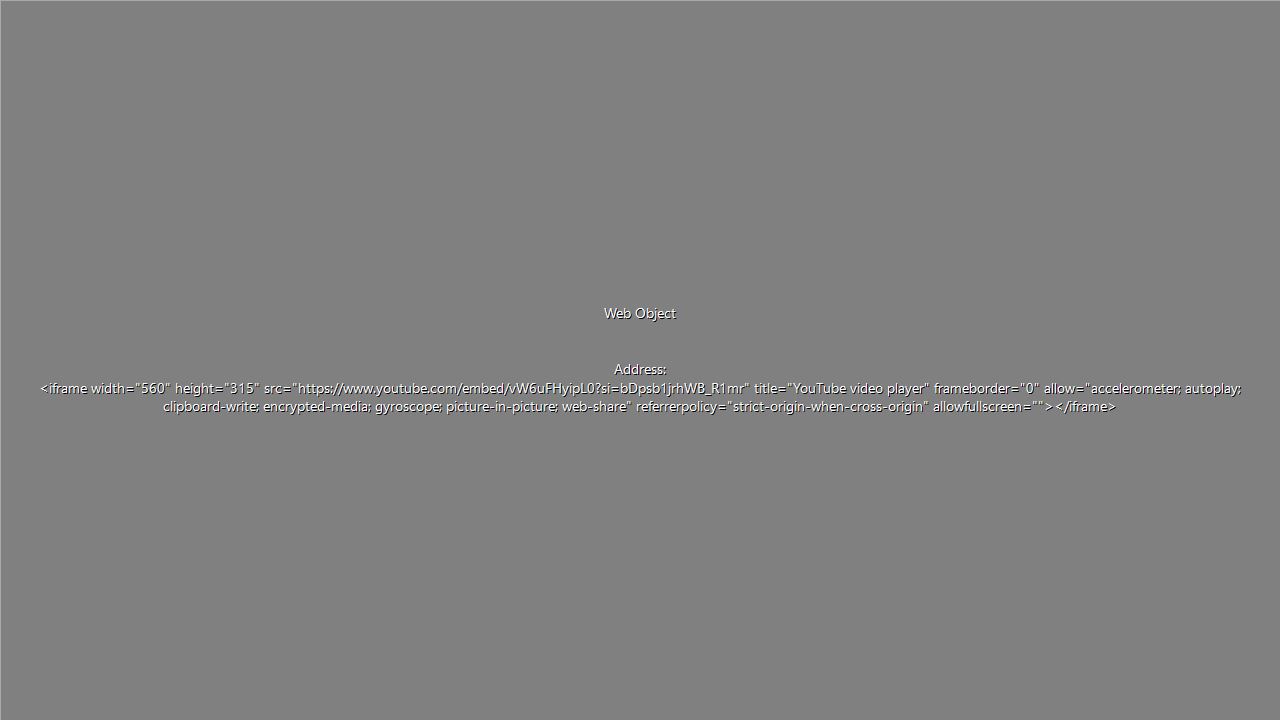 Web Object
Address:
<iframe width="560" height="315" src="https://www.youtube.com/embed/vW6uFHyipL0?si=bDpsb1jrhWB_R1mr" title="YouTube video player" frameborder="0" allow="accelerometer; autoplay;
clipboard-write; encrypted-media; gyroscope; picture-in-picture; web-share" referrerpolicy="strict-origin-when-cross-origin" allowfullscreen=""></iframe>